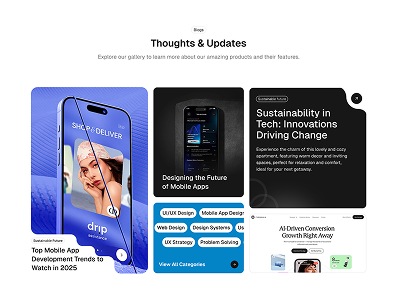 Blogs
Thoughts & Updates
Explore our gallery to learn more about our amazing products and their features.
SHOP & DELIVER
drip
assistance
Sustainable Future
Top Mobile App
Development Trends to
Watch in 2025
Designing the Future
of Mobile Apps
UI/UX Design
Mobile App Design
Web Design
Design Systems
UX Strategy
Problem Solving
View All Categories
Sustainable Future
Sustainability in
Tech: Innovations
Driving Change
Experience the charm of this lovely and cozy
apartment, featuring warm decor and inviting
spaces, perfect for relaxation and comfort,
ideal for your next getaway.
AI-Driven Conversion
Growth Right Away